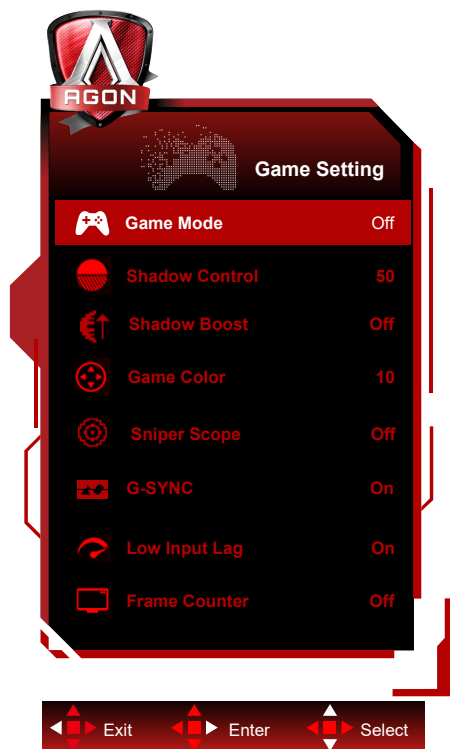 AGON
Game Setting
Game Mode Off
Shadow Control 50
Shadow Boost Off
Game Color 10
Sniper Scope Off
G-SYNC On
Low Input Lag On
Frame Counter Off
Exit Enter Select